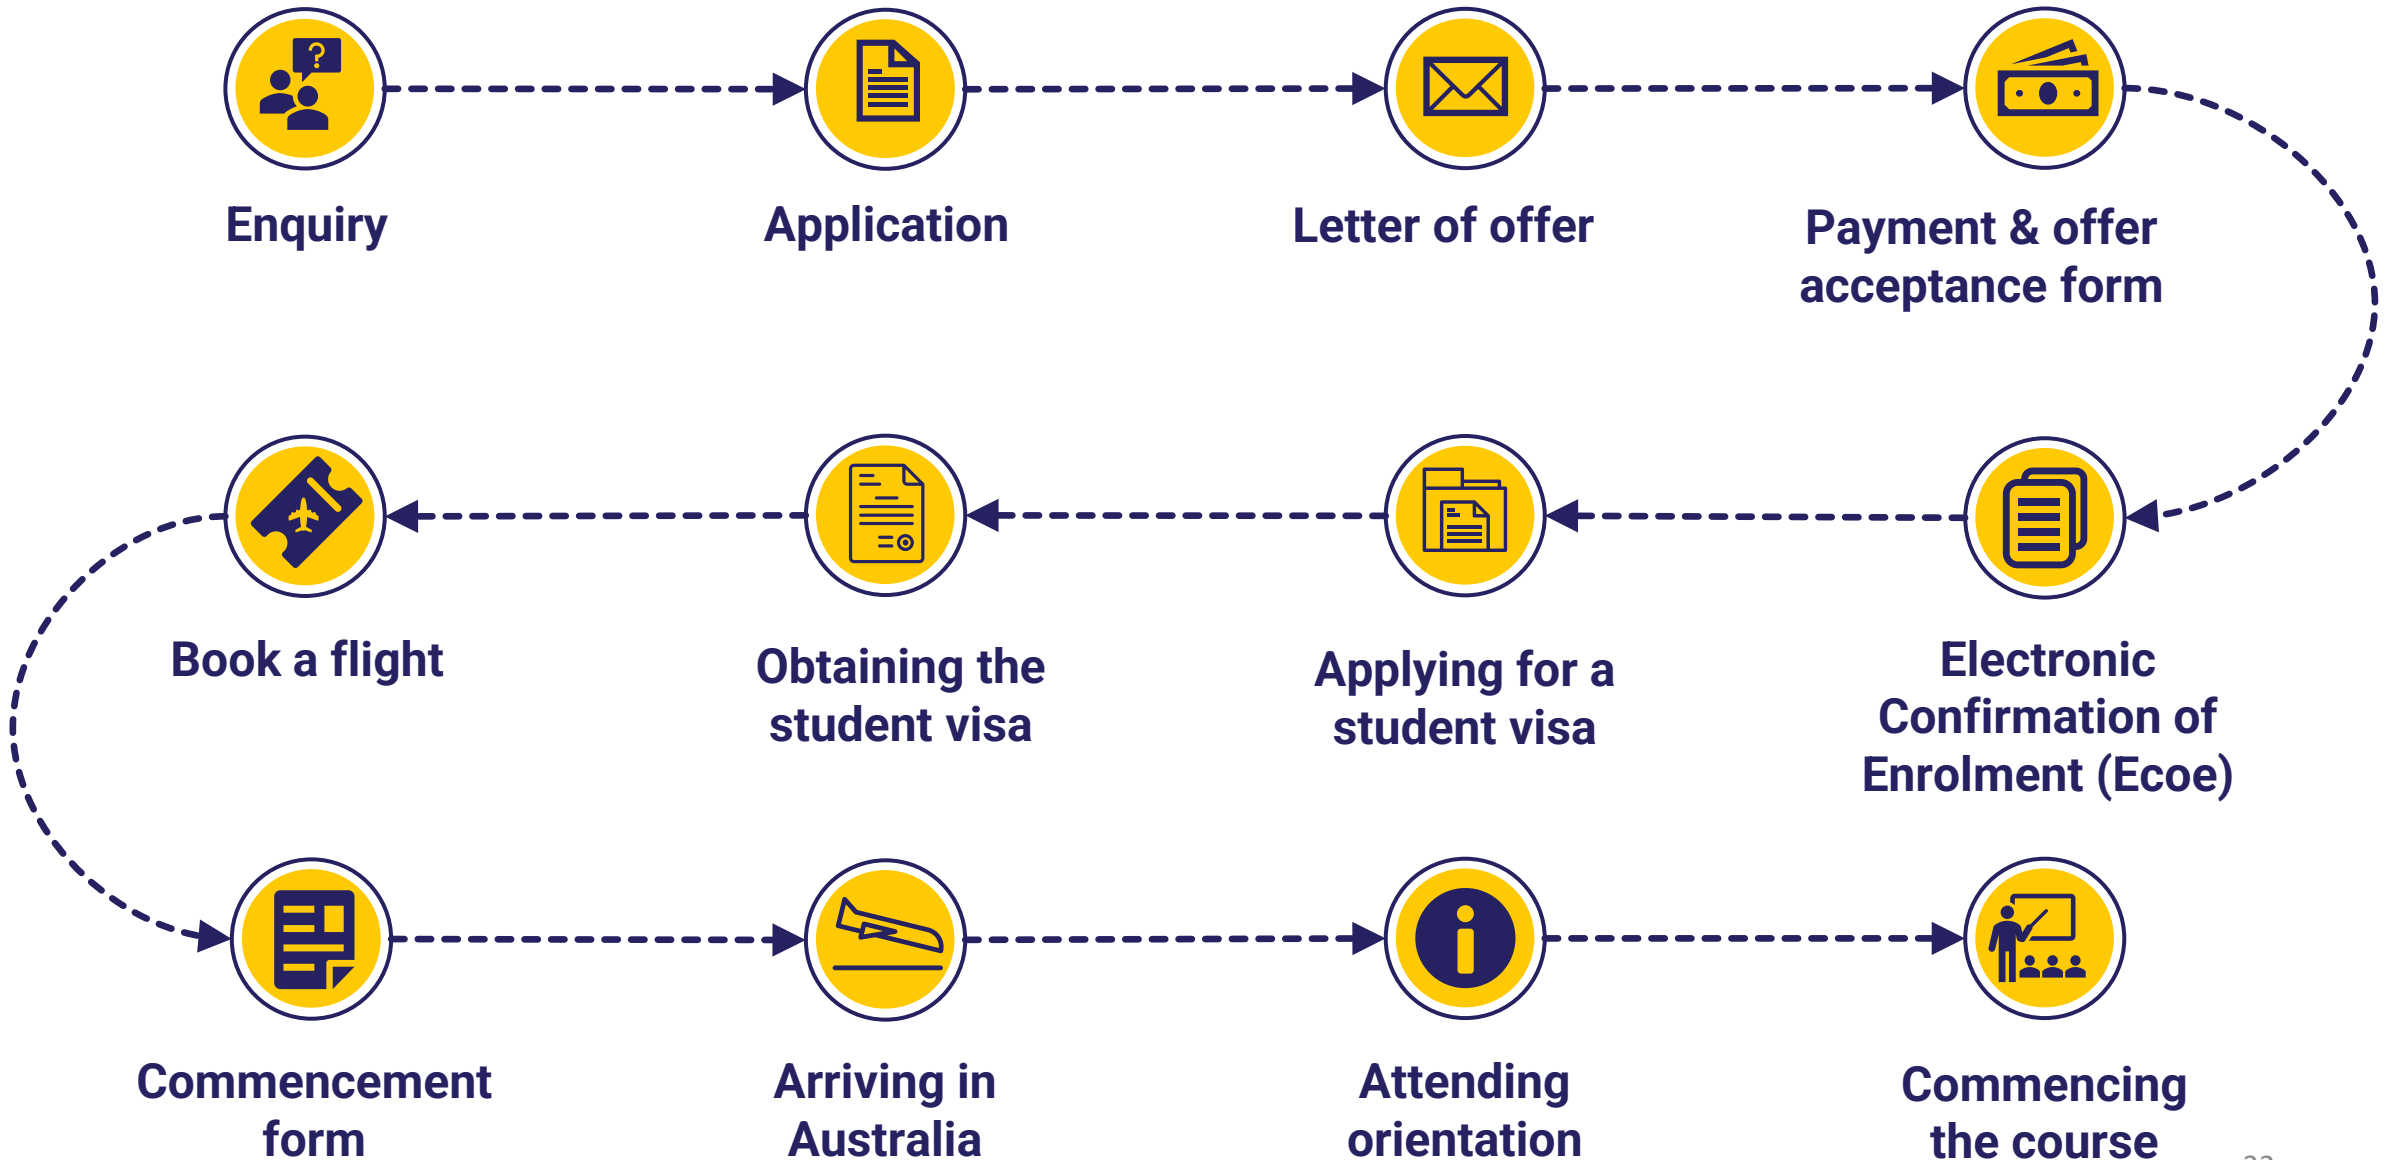 ?
Enquiry
Application
Letter of offer
Payment & offer
acceptance form
Book a flight
Obtaining the
student visa
Applying for a
student visa
Electronic
Confirmation of
Enrolment (Ecoe)
Commencement
form
Arriving in
Australia
Attending
orientation
Commencing
the course